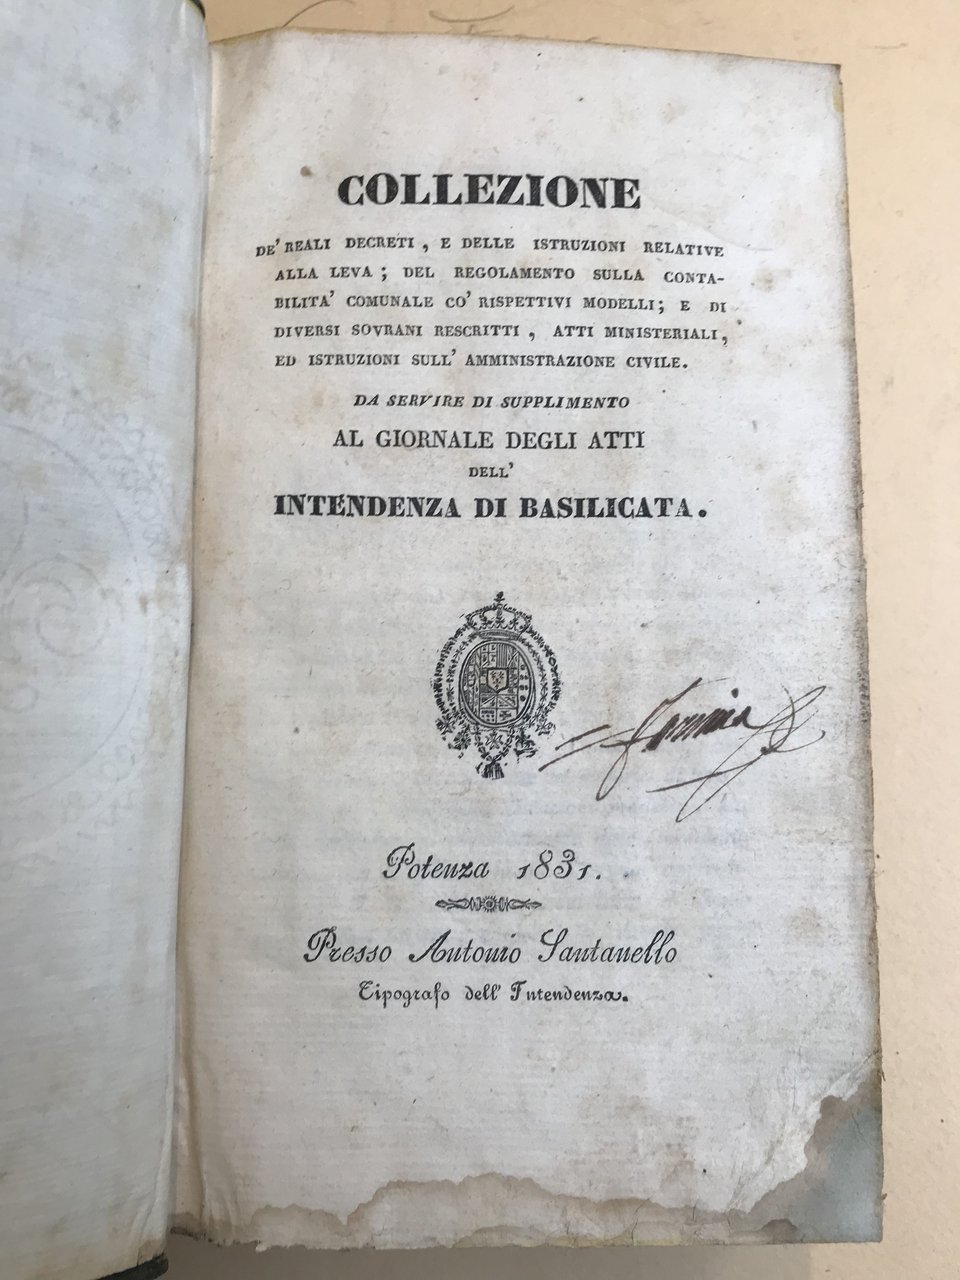 COLLEZIONE
DE' REALI DECRETI, E DELLE ISTRUZIONI RELATIVE
ALLA LEVA; DEL REGOLAMENTO SULLA CONTA-
BILITA' COMUNALE CO' RISPETTIVI MODELLI; E DI
DIVERSI SOVRANI RESCRITTI, ATTI MINISTERIALI,
ED ISTRUZIONI SULL' AMMINISTRAZIONE CIVILE.
DA SERVIRE DI SUPPLIMENTO
AL GIORNALE DEGLI ATTI
DELL'
INTENDENZA DI BASILICATA.
Potenza 1831.
Presso Antonio Santanello
Tipografo dell' Intendenza.